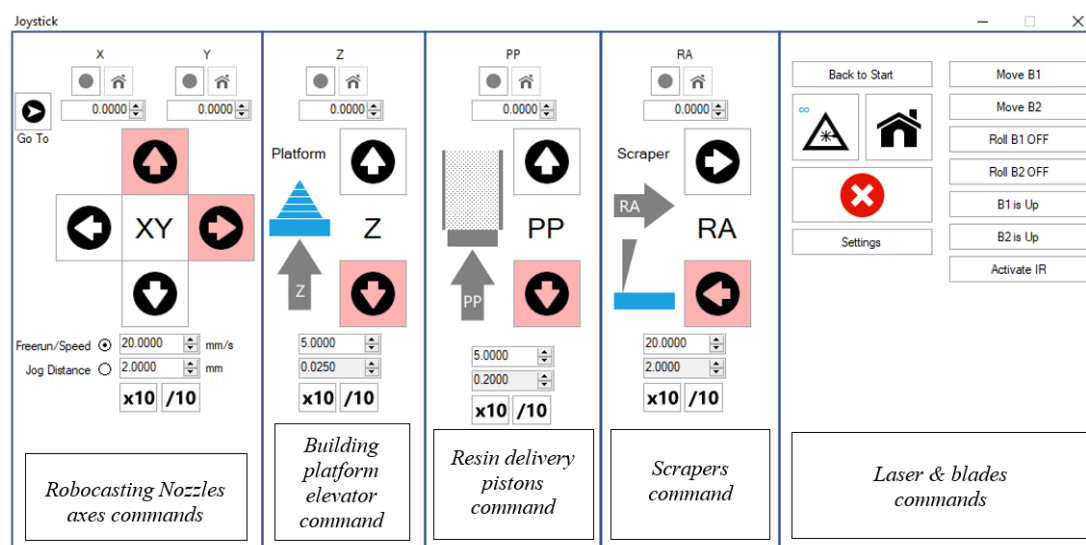 Joystick
X
Y
0.0000
0.0000
Go To
XY
Freerun/Speed
20.0000
mm/s
Jog Distance
2.0000
mm
x10 /10
Robocasting Nozzles
axes commands
Z
0.0000
Platform
Z
Z
5.0000
0.0250
x10 /10
Building
platform
elevator
command
PP
0.0000
PP
PP
5.0000
0.2000
x10 /10
Resin delivery
pistons
command
RA
0.0000
Scraper
RA
RA
20.0000
2.0000
x10 /10
Scrapers
command
Back to Start
∞
Settings
Move B1
Move B2
Roll B1 OFF
Roll B2 OFF
B1 is Up
B2 is Up
Activate IR
Laser & blades
commands